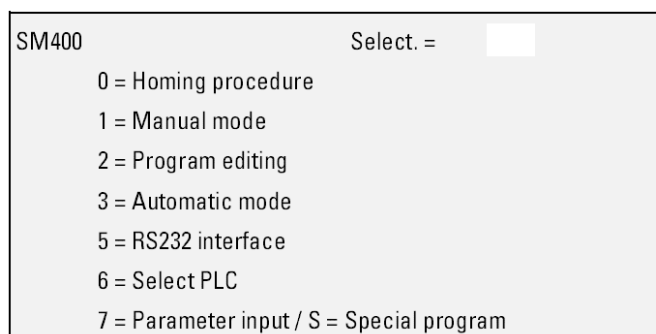 SM400 Select. =
0 = Homing procedure
1 = Manual mode
2 = Program editing
3 = Automatic mode
5 = RS232 interface
6 = Select PLC
7 = Parameter input / S = Special program